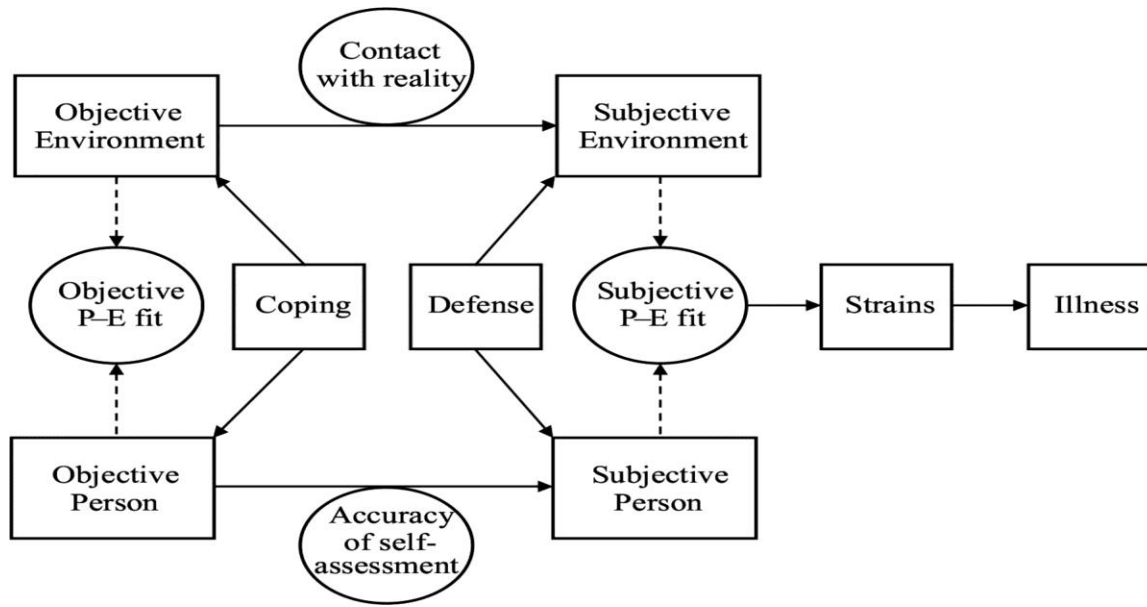 Contact
with reality
Objective
Environment
Subjective
Environment
Objective
P–E fit
Coping
Defense
Subjective
P–E fit
Strains
Illness
Objective
Person
Subjective
Person
Accuracy
of self-
assessment